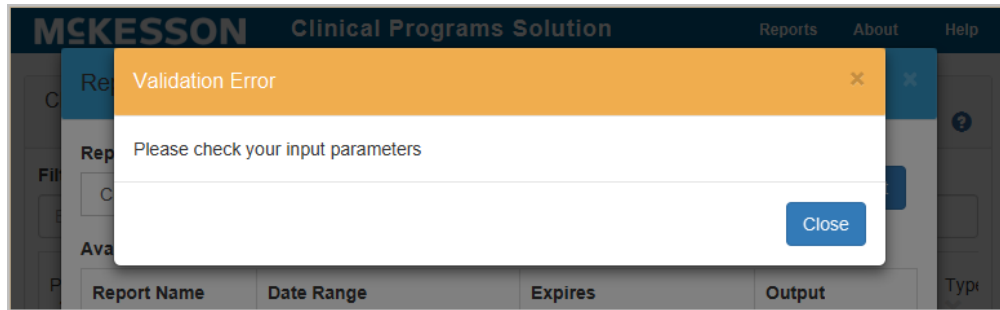 MCKESSON Clinical Programs Solution Reports About Help
Validation Error × ×
Please check your input parameters
Close
Report Name Date Range Expires Output